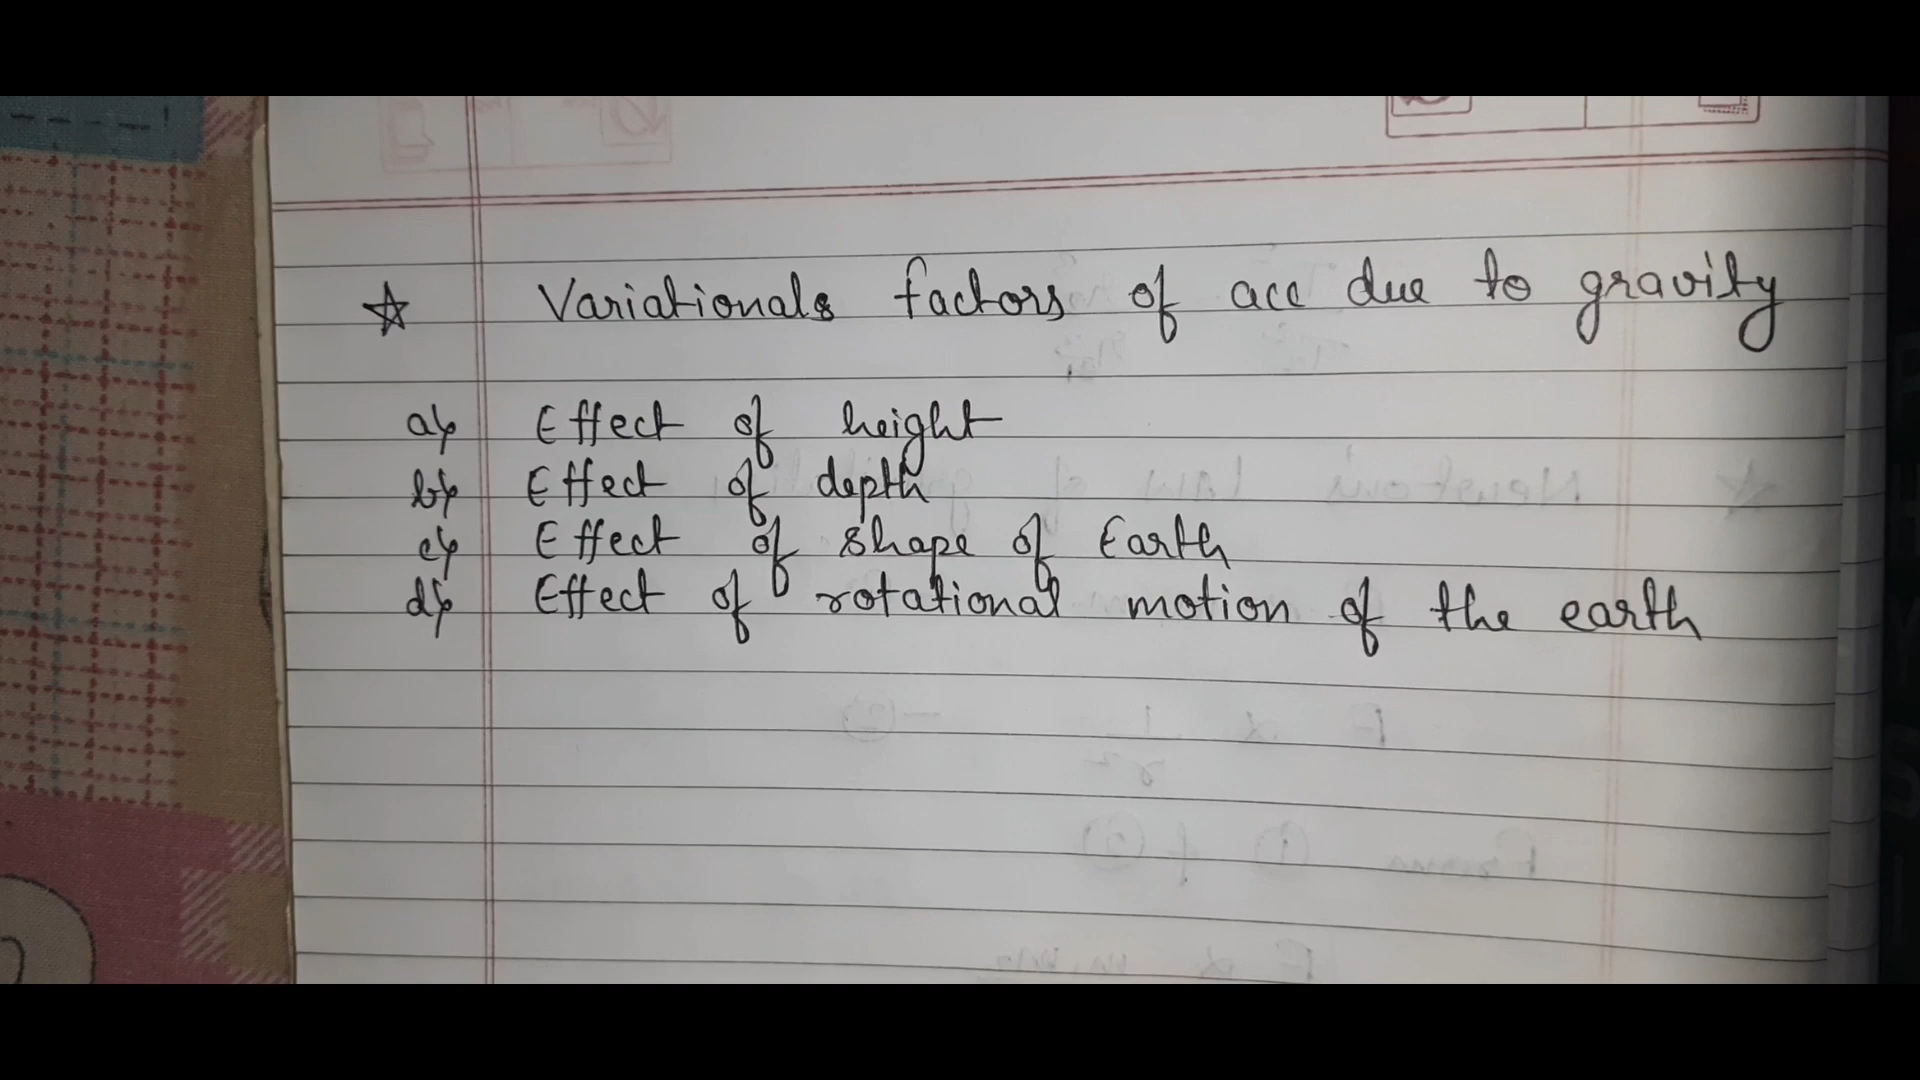 ☆ Variationals factors of acc due to gravity
a) Effect of height
b) Effect of depth
c) Effect of shape of Earth
d) Effect of rotational motion of the earth